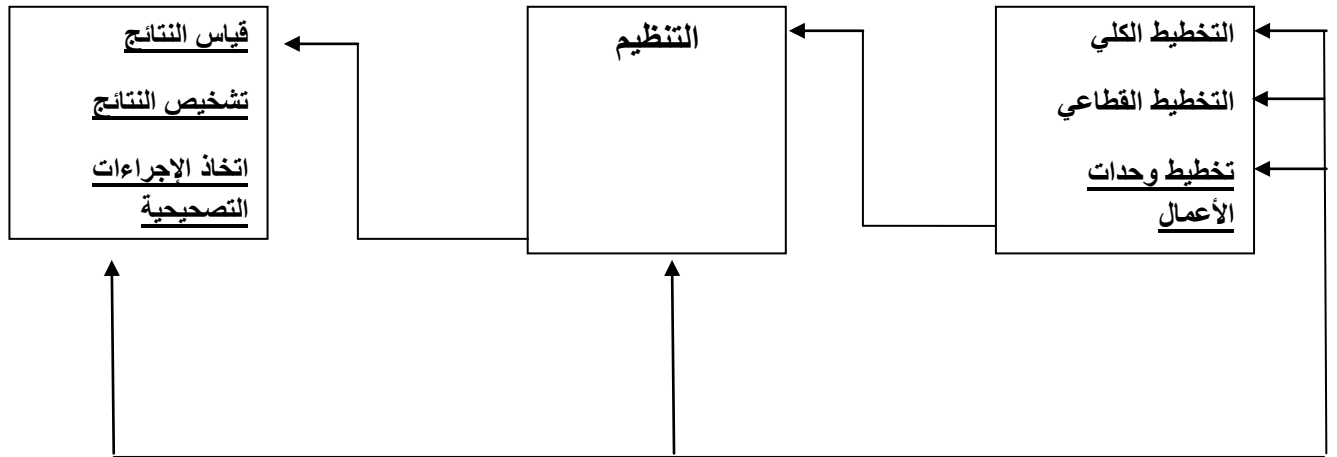 التخطيط الكلي
التخطيط القطاعي
تخطيط وحدات
الأعمال
التنظيم
قياس النتائج
تشخيص النتائج
اتخاذ الإجراءات
التصحيحية